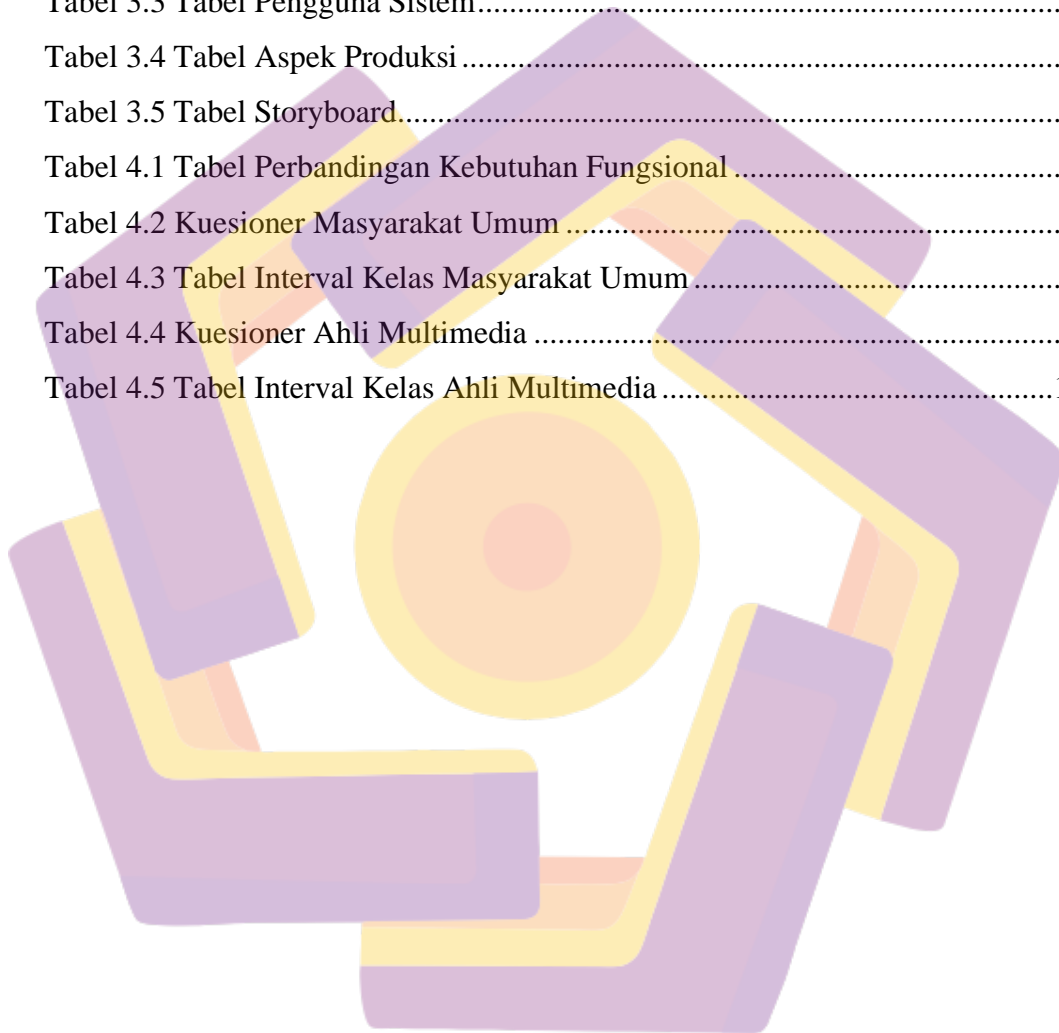 Tabel 3.3 Tabel Pengguna Sistem..........................................................................
Tabel 3.4 Tabel Aspek Produksi............................................................................
Tabel 3.5 Tabel Storyboard....................................................................................
Tabel 4.1 Tabel Perbandingan Kebutuhan Fungsional..........................................
Tabel 4.2 Kuesioner Masyarakat Umum...............................................................
Tabel 4.3 Tabel Interval Kelas Masyarakat Umum...............................................
Tabel 4.4 Kuesioner Ahli Multimedia...................................................................
Tabel 4.5 Tabel Interval Kelas Ahli Multimedia...................................................